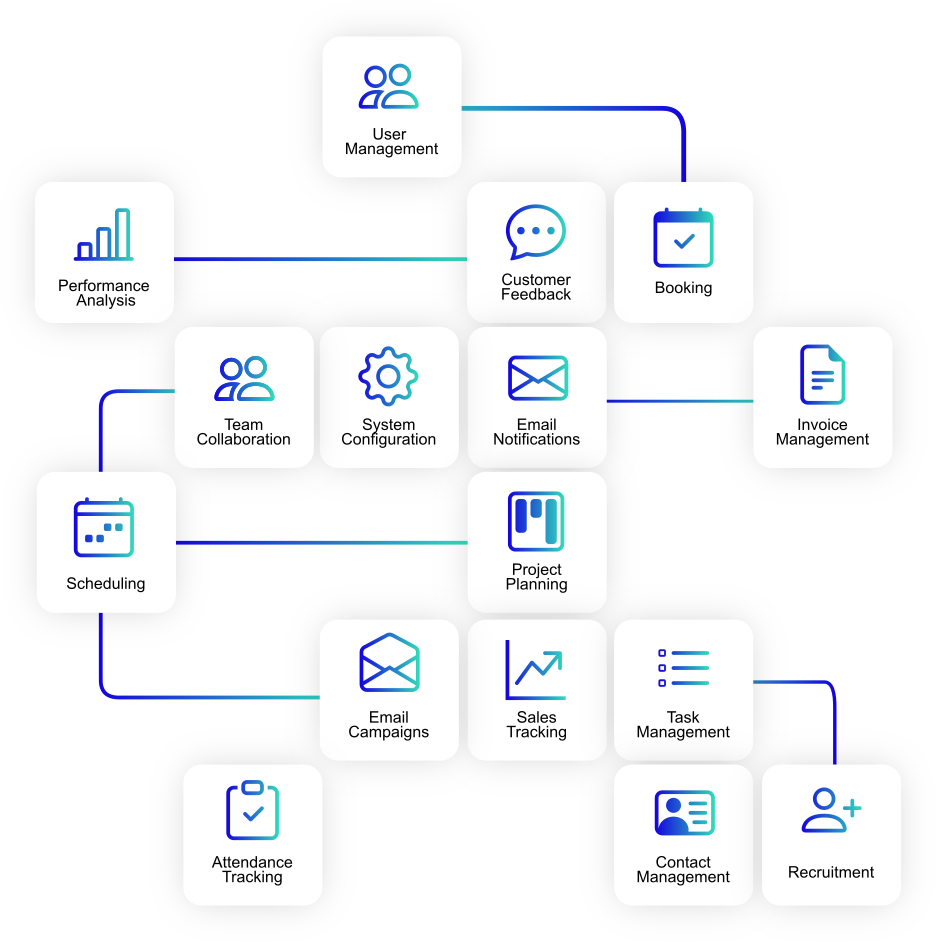 User
Management
Performance
Analysis
Customer
Feedback
Booking
Team
Collaboration
System
Configuration
Email
Notifications
Invoice
Management
Scheduling
Project
Planning
Email
Campaigns
Sales
Tracking
Task
Management
Attendance
Tracking
Contact
Management
Recruitment